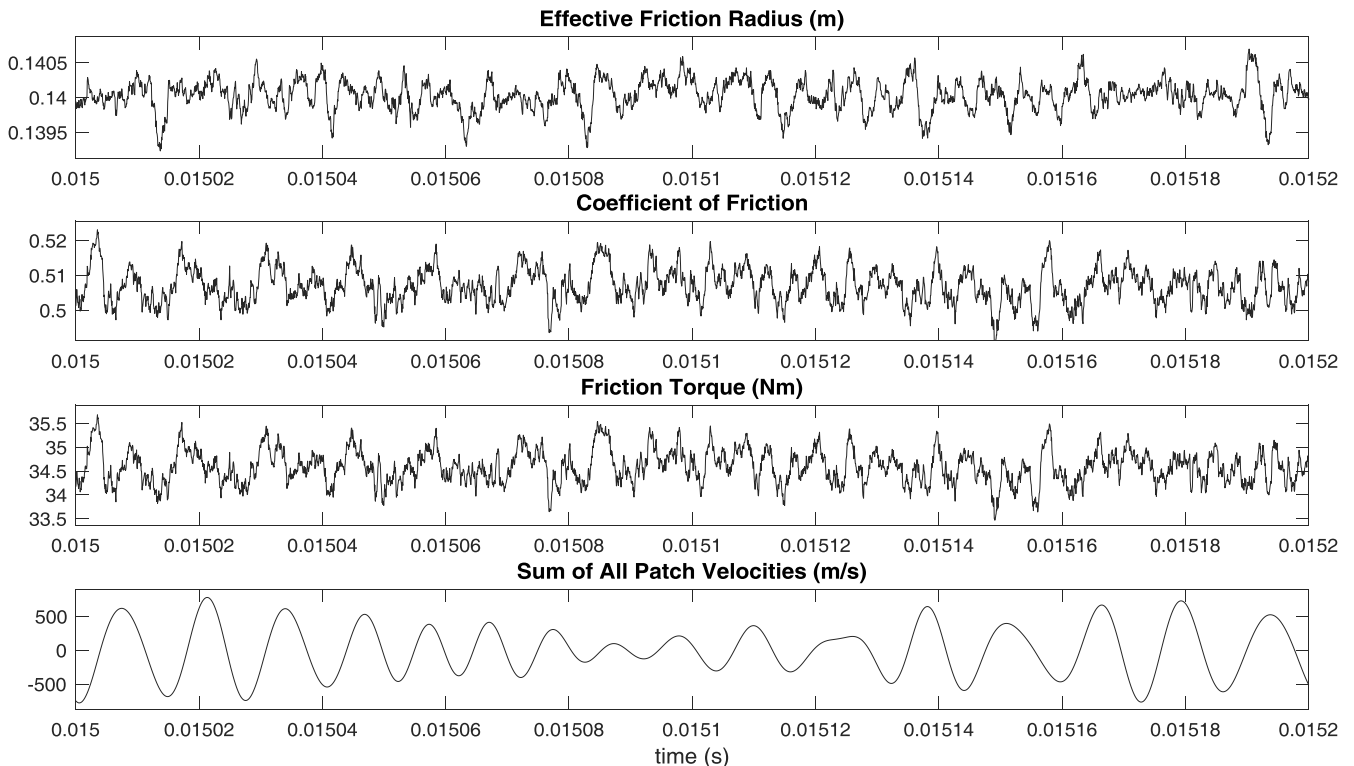 Effective Friction Radius (m)
0.1405
0.14
0.1395
0.015 0.01502 0.01504 0.01506 0.01508 0.0151 0.01512 0.01514 0.01516 0.01518 0.0152
Coefficient of Friction
0.52
0.51
0.5
0.015 0.01502 0.01504 0.01506 0.01508 0.0151 0.01512 0.01514 0.01516 0.01518 0.0152
Friction Torque (Nm)
35.5
35
34.5
34
33.5
0.015 0.01502 0.01504 0.01506 0.01508 0.0151 0.01512 0.01514 0.01516 0.01518 0.0152
Sum of All Patch Velocities (m/s)
500
0
-500
0.015 0.01502 0.01504 0.01506 0.01508 0.0151 0.01512 0.01514 0.01516 0.01518 0.0152
time (s)